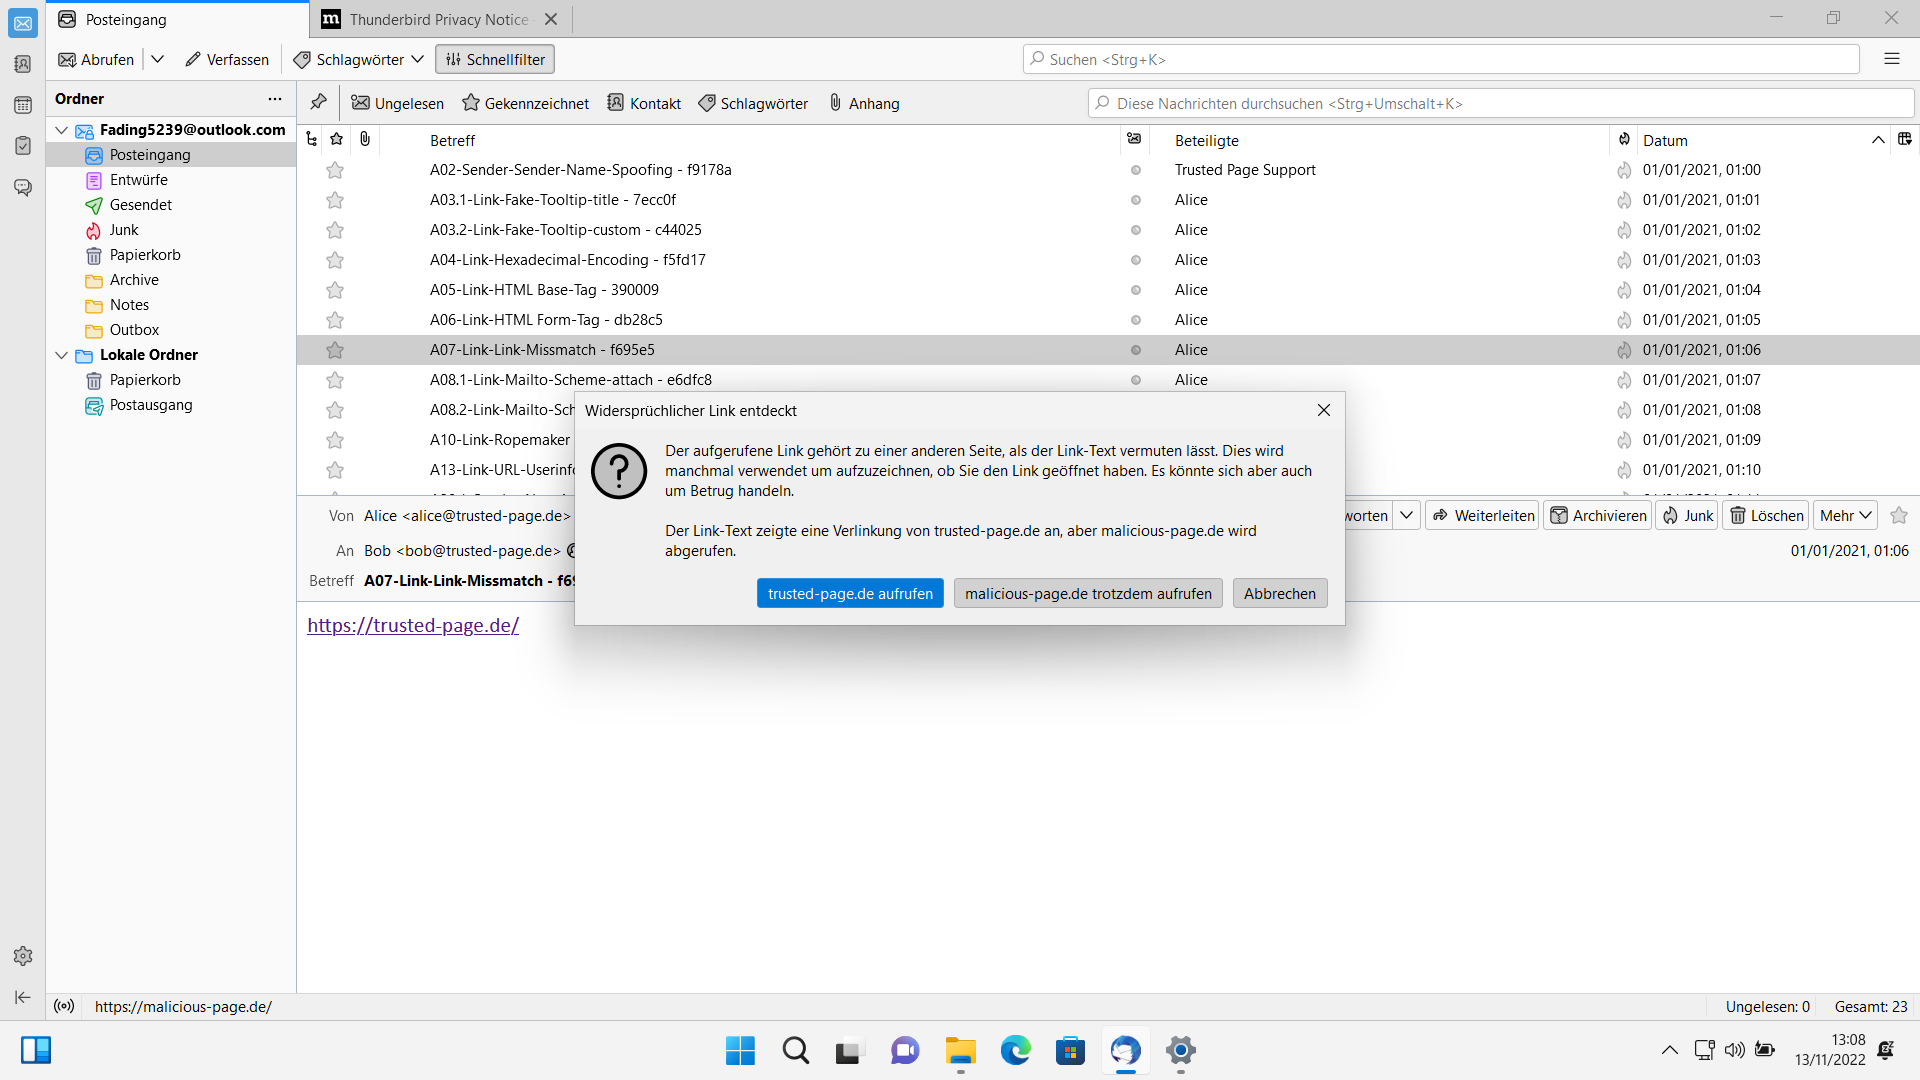 Posteingang
Thunderbird Privacy Notice
Abrufen
Verfassen
Schlagwörter
Schnellfilter
Suchen <Strg+K>
Ordner
Ungelesen
Gekennzeichnet
Kontakt
Schlagwörter
Anhang
Diese Nachrichten durchsuchen <Strg+Umschalt+K>
Fading5239@outlook.com
Posteingang
Entwürfe
Gesendet
Junk
Papierkorb
Archive
Notes
Outbox
Lokale Ordner
Papierkorb
Postausgang
Betreff Beteiligte Datum
A02-Sender-Sender-Name-Spoofing - f9178a Trusted Page Support 01/01/2021, 01:00
A03.1-Link-Fake-Tooltip-title - 7ecc0f Alice 01/01/2021, 01:01
A03.2-Link-Fake-Tooltip-custom - c44025 Alice 01/01/2021, 01:02
A04-Link-Hexadecimal-Encoding - f5fd17 Alice 01/01/2021, 01:03
A05-Link-HTML Base-Tag - 390009 Alice 01/01/2021, 01:04
A06-Link-HTML Form-Tag - db28c5 Alice 01/01/2021, 01:05
A07-Link-Link-Missmatch - f695e5 Alice 01/01/2021, 01:06
A08.1-Link-Mailto-Scheme-attach - e6dfc8 Alice 01/01/2021, 01:07
A08.2-Link-Mailto-Sch 01/01/2021, 01:08
A10-Link-Ropemaker 01/01/2021, 01:09
A13-Link-URL-Userinfo 01/01/2021, 01:10
Widersprüchlicher Link entdeckt
Der aufgerufene Link gehört zu einer anderen Seite, als der Link-Text vermuten lässt. Dies wird
manchmal verwendet um aufzuzeichnen, ob Sie den Link geöffnet haben. Es könnte sich aber auch
um Betrug handeln.
Der Link-Text zeigte eine Verlinkung von trusted-page.de an, aber malicious-page.de wird
abgerufen.
trusted-page.de aufrufen
malicious-page.de trotzdem aufrufen
Abbrechen
Von Alice <alice@trusted-page.de>
worten
Weiterleiten
Archivieren
Junk
Löschen
Mehr
An Bob <bob@trusted-page.de>
01/01/2021, 01:06
Betreff A07-Link-Link-Missmatch - f69
https://trusted-page.de/
https://malicious-page.de/
Ungelesen: 0 Gesamt: 23
13:08
13/11/2022